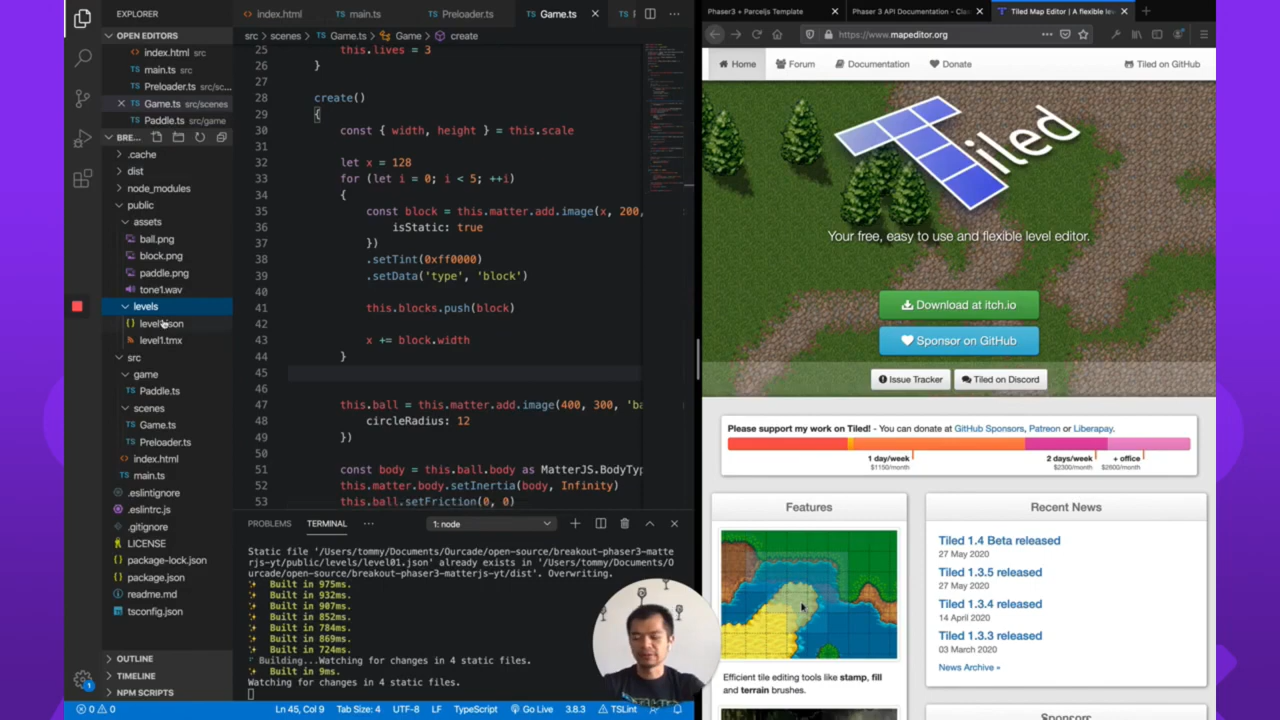 EXPLORER
OPEN EDITORS
index.html src
main.ts src
Preloader.ts src/sc...
Game.ts src/scenes
Paddle.ts src/game
BRE...
.cache
dist
node_modules
public
assets
ball.png
block.png
paddle.png
tone1.wav
levels
level1.tmx
src
game
Paddle.ts
scenes
Game.ts
Preloader.ts
index.html
main.ts
.eslintignore
.eslintrc.js
.gitignore
LICENSE
package-lock.json
package.json
readme.md
tsconfig.json
OUTLINE
TIMELINE
NPM SCRIPTS
index.html
main.ts
Preloader.ts
Game.ts
src > scenes > Game.ts > Game > create
25 this.lives = 3
26 }
27
28 create()
29 {
30 const { width, height } = this.scale
31
32 let x = 128
33 for (let i = 0; i < 5; ++i)
34 {
35 const block = this.matter.add.image(x, 200,
36 isStatic: true
37 })
38 .setTint(0xff0000)
39 .setData('type', 'block')
40
41 this.blocks.push(block)
42
43 x += block.width
44 }
45
46
47 this.ball = this.matter.add.image(400, 300, 'ba
48 circleRadius: 12
49 })
50
51 const body = this.ball.body as MatterJS.BodyTyp
52 this.matter.body.setInertia(body, Infinity)
53 this.ball.setFriction(0, 0)
PROBLEMS TERMINAL ... 1: node
Static file '/Users/tommy/Documents/Ourcade/open-source/breakout-phaser3-matte
rjs-yt/public/levels/level01.json' already exists in '/Users/tommy/Documents/O
urcade/open-source/breakout-phaser3-matterjs-yt/dist'. Overwriting.
Built in 975ms.
Built in 932ms.
Built in 907ms.
Built in 852ms.
Built in 784ms.
Built in 869ms.
Built in 724ms.
Building...Watching for changes in 4 static files.
Built in 9ms.
Watching for changes in 4 static files.
0 0 Ln 45, Col 9 Tab Size: 4 UTF-8 LF TypeScript Go Live 3.8.3 TSLint
Phaser3 + Parceljs Template
Phaser 3 API Documentation - Cla
Tiled Map Editor | A flexible lev
https://www.mapeditor.org
Home Forum Documentation Donate Tiled on GitHub
Tiled
Your free, easy to use and flexible level editor.
Download at itch.io
Sponsor on GitHub
Issue Tracker Tiled on Discord
Please support my work on Tiled! - You can donate at GitHub Sponsors, Patreon or Liberapay.
1 day/week 2 days/week + office
$1150/month $2300/month $2600/month
Features
Efficient tile editing tools like stamp, fill
and terrain brushes.
Recent News
Tiled 1.4 Beta released
27 May 2020
Tiled 1.3.5 released
27 May 2020
Tiled 1.3.4 released
14 April 2020
Tiled 1.3.3 released
03 March 2020
News Archive »
Sponsors